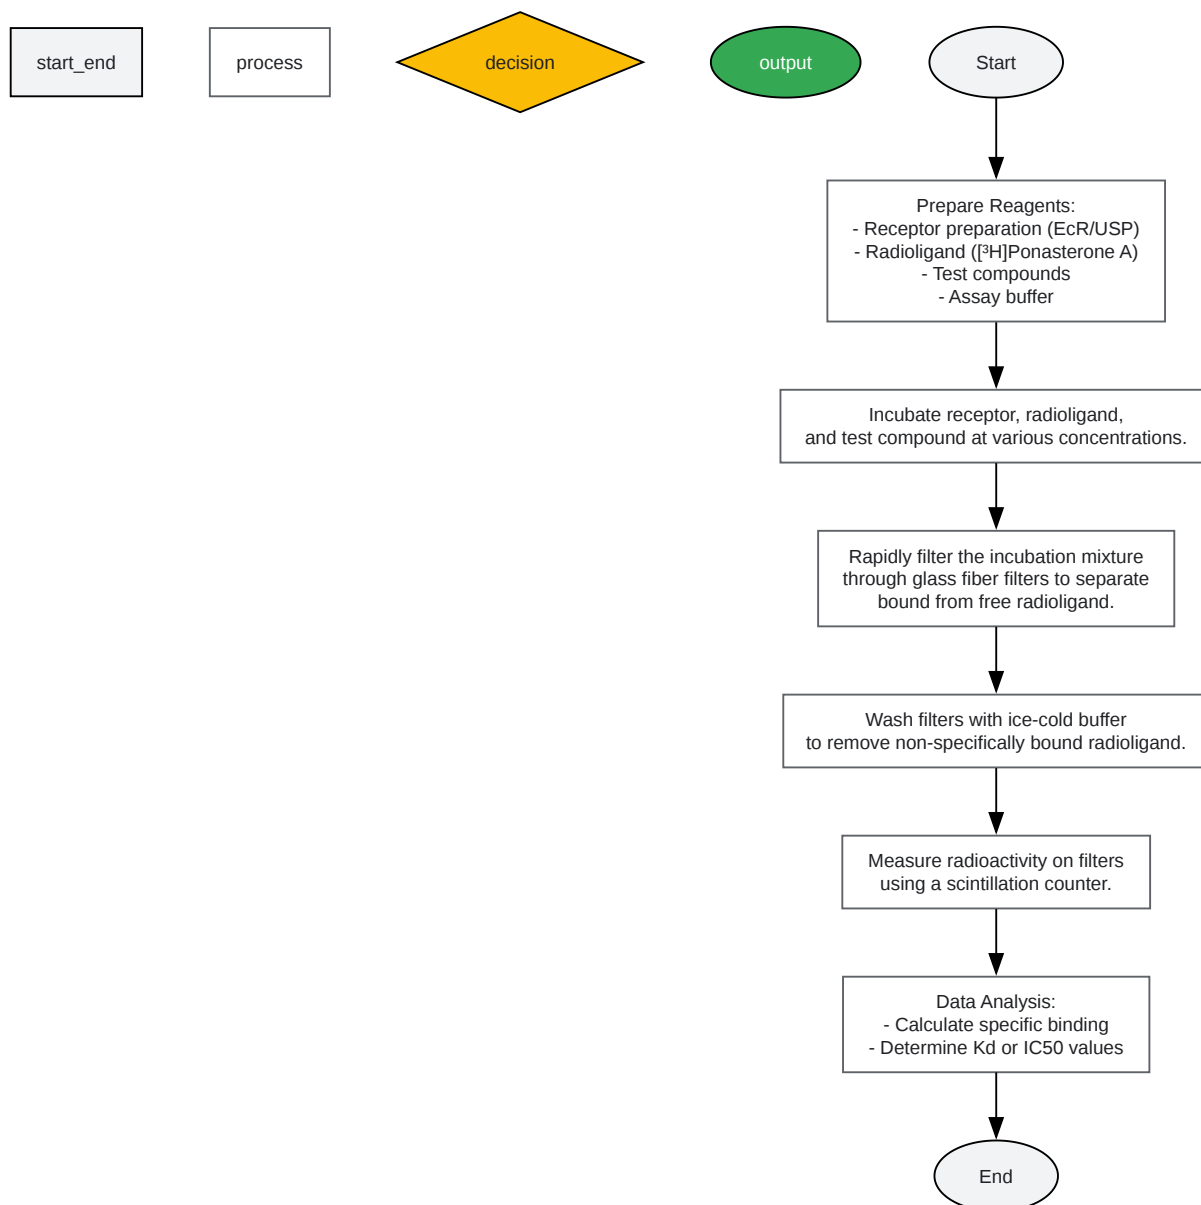 start_end
process
decision
output
Start
Prepare Reagents:
- Receptor preparation (EcR/USP)
- Radioligand ([³H]Ponasterone A)
- Test compounds
- Assay buffer
Incubate receptor, radioligand,
and test compound at various concentrations.
Rapidly filter the incubation mixture
through glass fiber filters to separate
bound from free radioligand.
Wash filters with ice-cold buffer
to remove non-specifically bound radioligand.
Measure radioactivity on filters
using a scintillation counter.
Data Analysis:
- Calculate specific binding
- Determine Kd or IC50 values
End